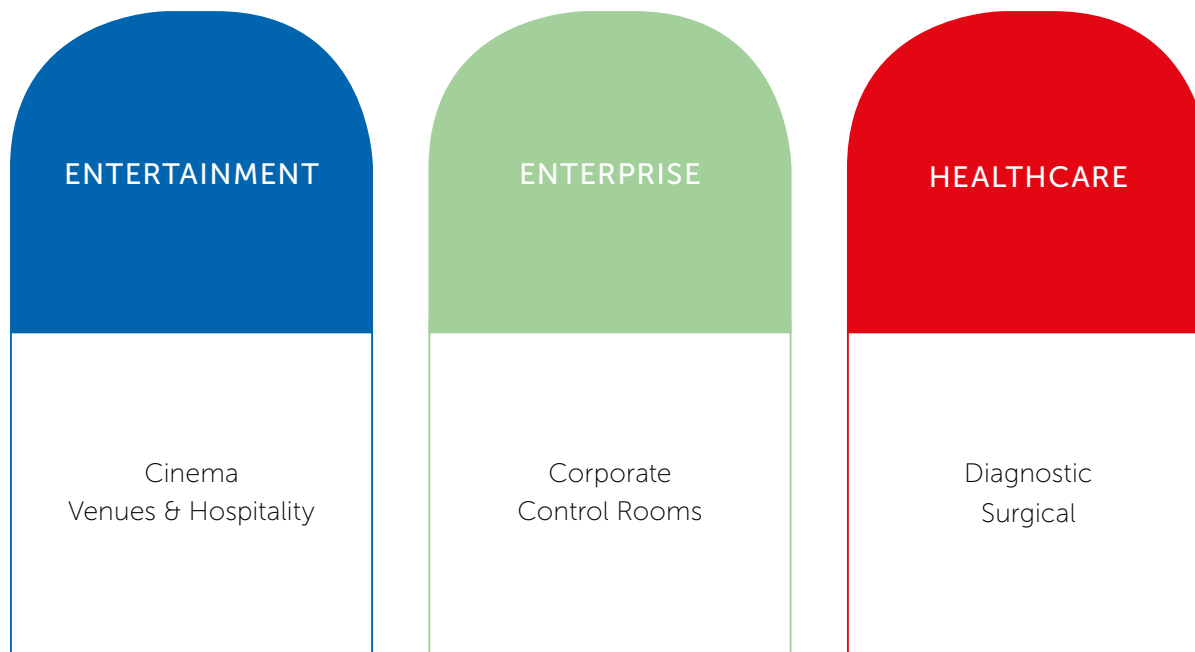 ENTERTAINMENT
Cinema
Venues & Hospitality
ENTERPRISE
Corporate
Control Rooms
HEALTHCARE
Diagnostic
Surgical